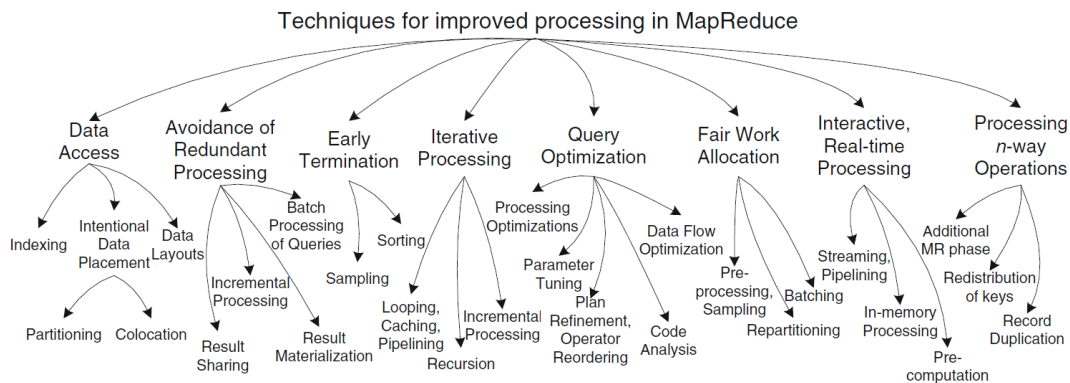 Techniques for improved processing in MapReduce
Data
Access
Avoidance of
Redundant
Processing
Early
Termination
Iterative
Processing
Query
Optimization
Fair Work
Allocation
Interactive,
Real-time
Processing
Processing
n-way
Operations
Indexing
Intentional
Data
Placement
Data
Layouts
Partitioning
Colocation
Result
Sharing
Incremental
Processing
Result
Materialization
Batch
Processing
of Queries
Sampling
Sorting
Looping,
Caching,
Pipelining
Recursion
Incremental
Processing
Processing
Optimizations
Parameter
Tuning
Plan
Refinement,
Operator
Reordering
Code
Analysis
Data Flow
Optimization
Pre-
processing,
Sampling
Repartitioning
Batching
Streaming,
Pipelining
In-memory
Processing
Pre-
computation
Additional
MR phase
Redistribution
of keys
Record
Duplication